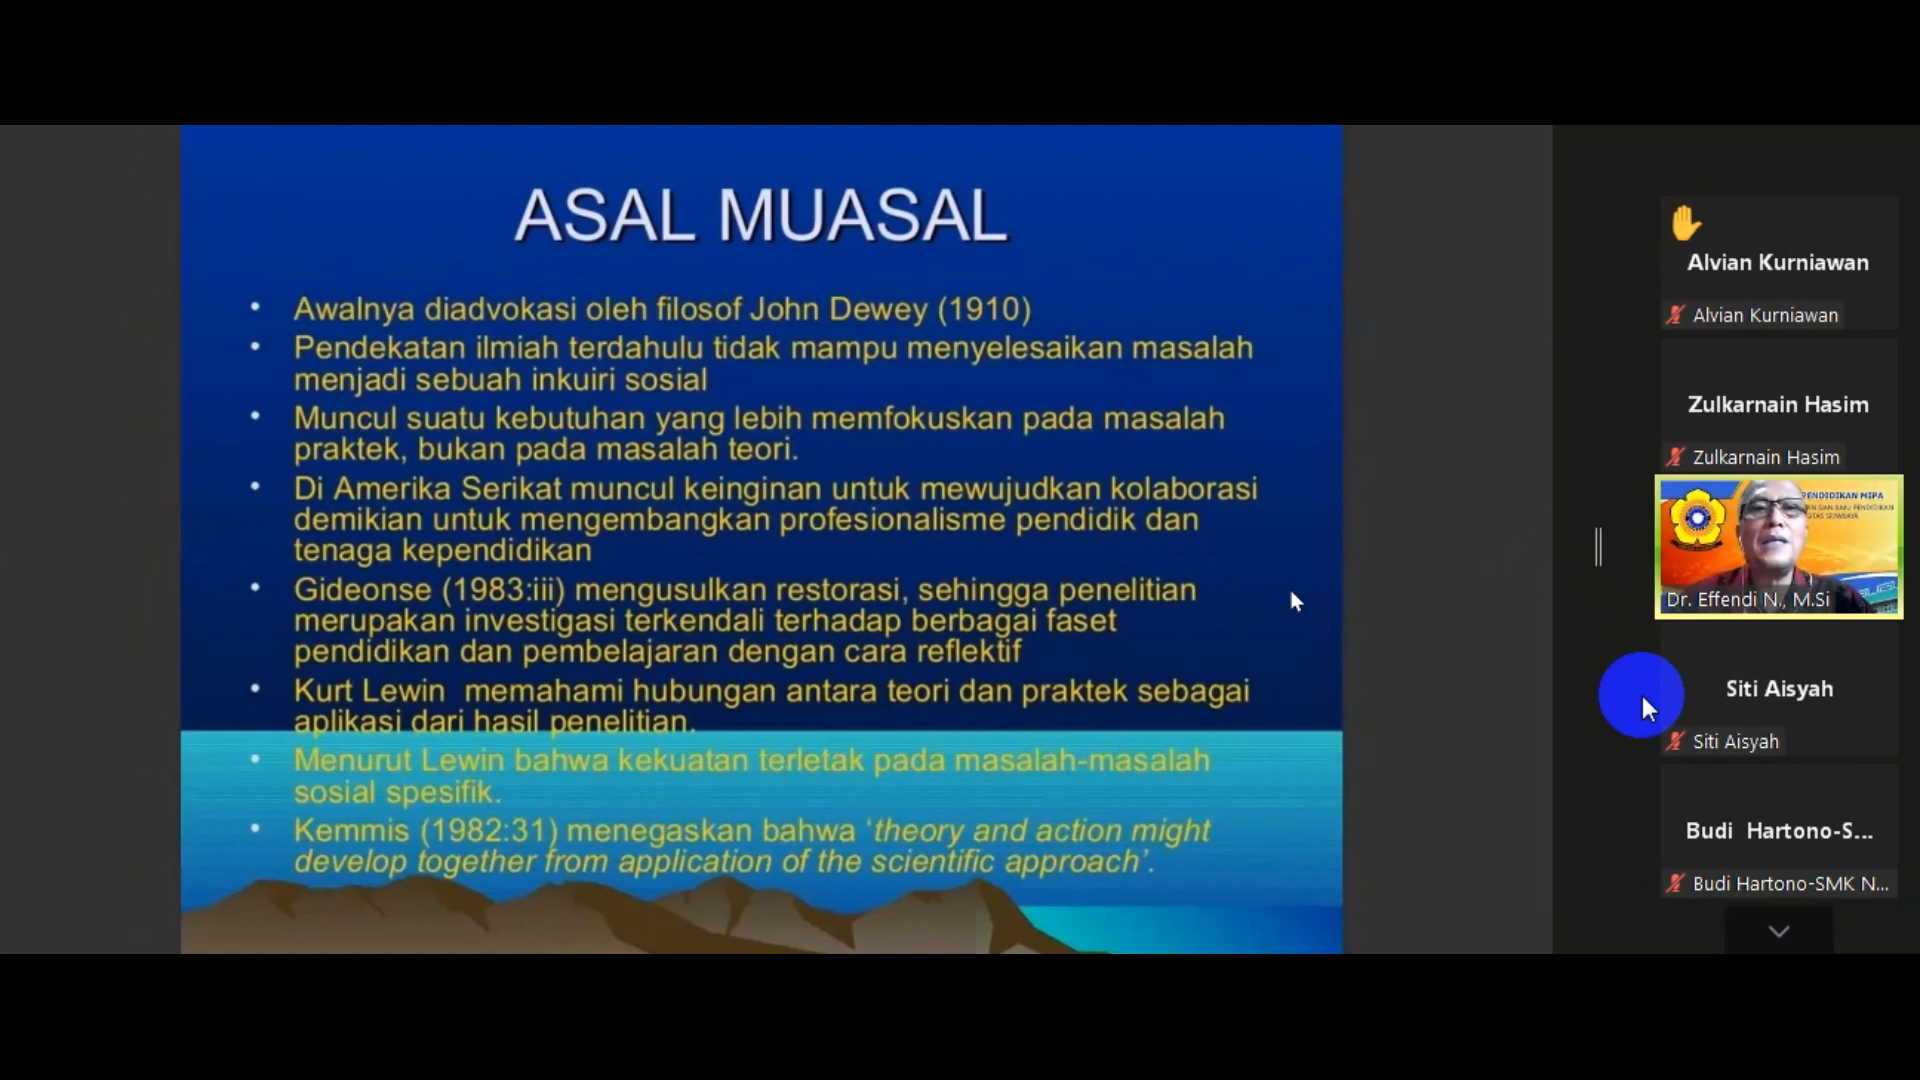 ASAL MUASAL
• Awalnya diadvokasi oleh filosof John Dewey (1910)
• Pendekatan ilmiah terdahulu tidak mampu menyelesaikan masalah
menjadi sebuah inkuiri sosial
• Muncul suatu kebutuhan yang lebih memfokuskan pada masalah
praktek, bukan pada masalah teori.
• Di Amerika Serikat muncul keinginan untuk mewujudkan kolaborasi
demikian untuk mengembangkan profesionalisme pendidik dan
tenaga kependidikan
• Gideonse (1983:iii) mengusulkan restorasi, sehingga penelitian
merupakan investigasi terkendali terhadap berbagai faset
pendidikan dan pembelajaran dengan cara reflektif
• Kurt Lewin memahami hubungan antara teori dan praktek sebagai
aplikasi dari hasil penelitian.
• Menurut Lewin bahwa kekuatan terletak pada masalah-masalah
sosial spesifik.
• Kemmis (1982:31) menegaskan bahwa ‘theory and action might
develop together from application of the scientific approach’.
Alvian Kurniawan
Alvian Kurniawan
Zulkarnain Hasim
Zulkarnain Hasim
PENDIDIKAN MIPA
DAN ILMU PENDIDIKAN
Dr. Effendi N., M.Si
Siti Aisyah
Siti Aisyah
Budi Hartono-S...
Budi Hartono-SMK N...